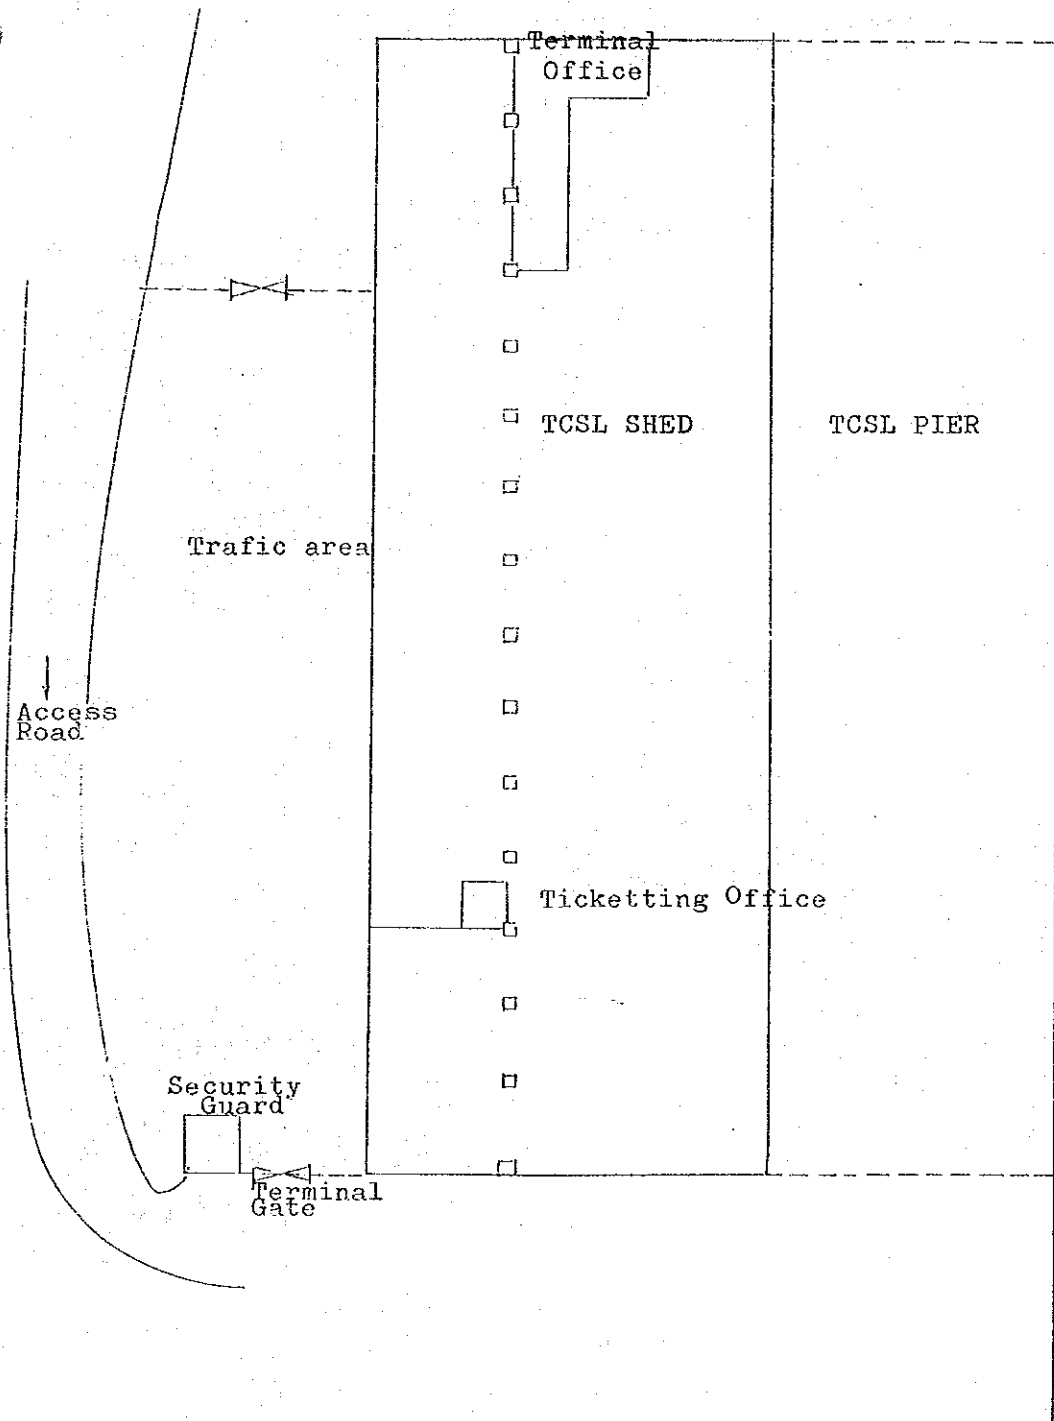 Terminal
Office
TCSL SHED
TCSL PIER
Trafic area
Access
Road
Ticketting Office
Security
Guard
Terminal
Gate